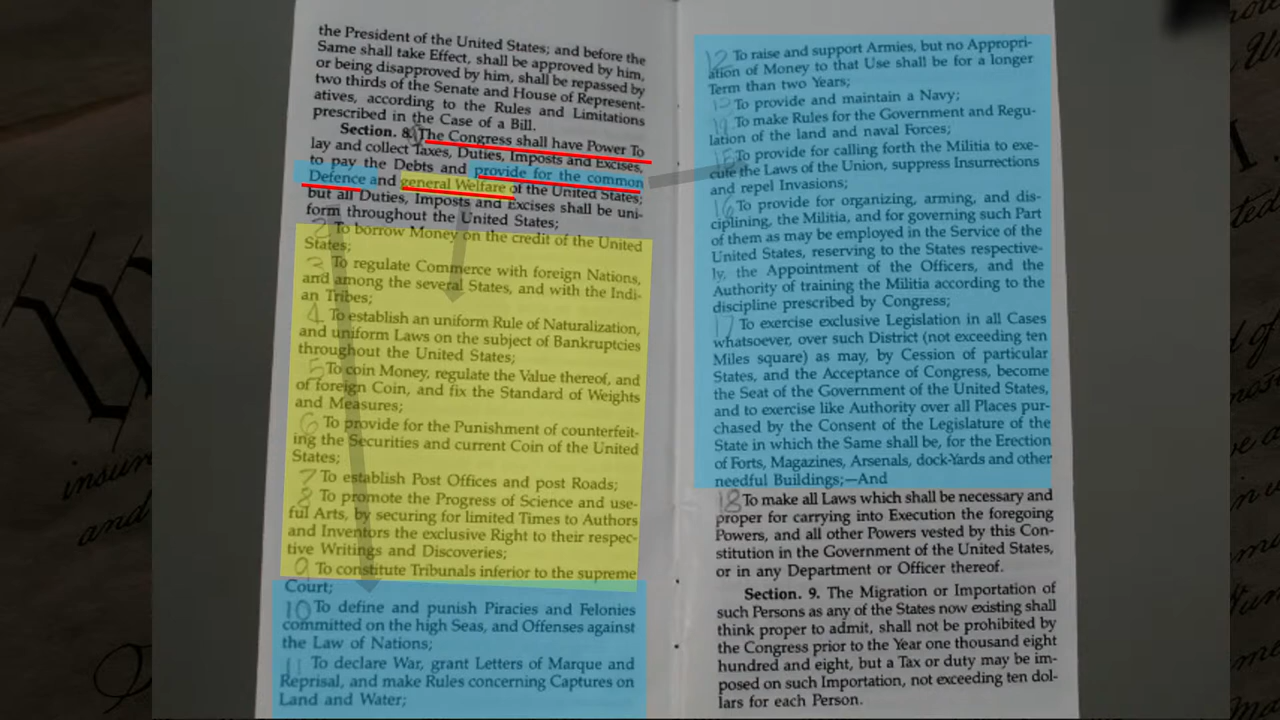 the President of the United States; and before the
Same shall take Effect, shall be approved by him,
or being disapproved by him, shall be repassed by
two thirds of the Senate and House of Represent-
atives, according to the Rules and Limitations
prescribed in the Case of a Bill.
Section. 8. The Congress shall have Power To
lay and collect Taxes, Duties, Imposts and Excises,
to pay the Debts and provide for the common
Defence and general Welfare of the United States;
but all Duties, Imposts and Excises shall be uni-
form throughout the United States;
2 To borrow Money on the credit of the United
States;
3 To regulate Commerce with foreign Nations,
and among the several States, and with the Indi-
an Tribes;
4 To establish an uniform Rule of Naturalization,
and uniform Laws on the subject of Bankruptcies
throughout the United States;
5 To coin Money, regulate the Value thereof, and
of foreign Coin, and fix the Standard of Weights
and Measures;
6 To provide for the Punishment of counterfeit-
ing the Securities and current Coin of the United
States;
7 To establish Post Offices and post Roads;
8 To promote the Progress of Science and use-
ful Arts, by securing for limited Times to Authors
and Inventors the exclusive Right to their respec-
tive Writings and Discoveries;
9 To constitute Tribunals inferior to the supreme
Court;
10 To define and punish Piracies and Felonies
committed on the high Seas, and Offenses against
the Law of Nations;
11 To declare War, grant Letters of Marque and
Reprisal, and make Rules concerning Captures on
Land and Water;
12 To raise and support Armies, but no Appropri-
ation of Money to that Use shall be for a longer
Term than two Years;
13 To provide and maintain a Navy;
14 To make Rules for the Government and Regu-
lation of the land and naval Forces;
15 To provide for calling forth the Militia to exe-
cute the Laws of the Union, suppress Insurrections
and repel Invasions;
16 To provide for organizing, arming, and dis-
ciplining, the Militia, and for governing such Part
of them as may be employed in the Service of the
United States, reserving to the States respective-
ly, the Appointment of the Officers, and the
Authority of training the Militia according to the
discipline prescribed by Congress;
17 To exercise exclusive Legislation in all Cases
whatsoever, over such District (not exceeding ten
Miles square) as may, by Cession of particular
States, and the Acceptance of Congress, become
the Seat of the Government of the United States,
and to exercise like Authority over all Places pur-
chased by the Consent of the Legislature of the
State in which the Same shall be, for the Erection
of Forts, Magazines, Arsenals, dock-Yards and other
needful Buildings;—And
18 To make all Laws which shall be necessary and
proper for carrying into Execution the foregoing
Powers, and all other Powers vested by this Con-
stitution in the Government of the United States,
or in any Department or Officer thereof.
Section. 9. The Migration or Importation of
such Persons as any of the States now existing shall
think proper to admit, shall not be prohibited by
the Congress prior to the Year one thousand eight
hundred and eight, but a Tax or duty may be im-
posed on such Importation, not exceeding ten dol-
lars for each Person.
insur
and